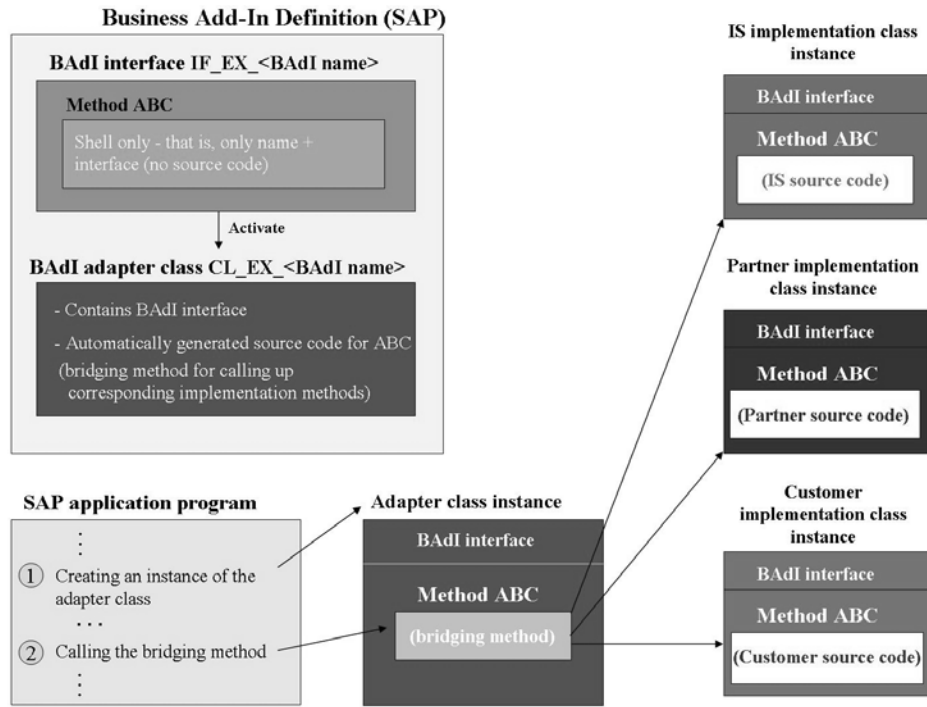 Business Add-In Definition (SAP)
BAdI interface IF_EX_<BAdI name>
Method ABC
Shell only - that is, only name +
interface (no source code)
Activate
BAdI adapter class CL_EX_<BAdI name>
- Contains BAdI interface
- Automatically generated source code for ABC
(bridging method for calling up
corresponding implementation methods)
SAP application program
1 Creating an instance of the
adapter class
...
2 Calling the bridging method
Adapter class instance
BAdI interface
Method ABC
(bridging method)
IS implementation class
instance
BAdI interface
Method ABC
(IS source code)
Partner implementation
class instance
BAdI interface
Method ABC
(Partner source code)
Customer
implementation class
instance
BAdI interface
Method ABC
(Customer source code)